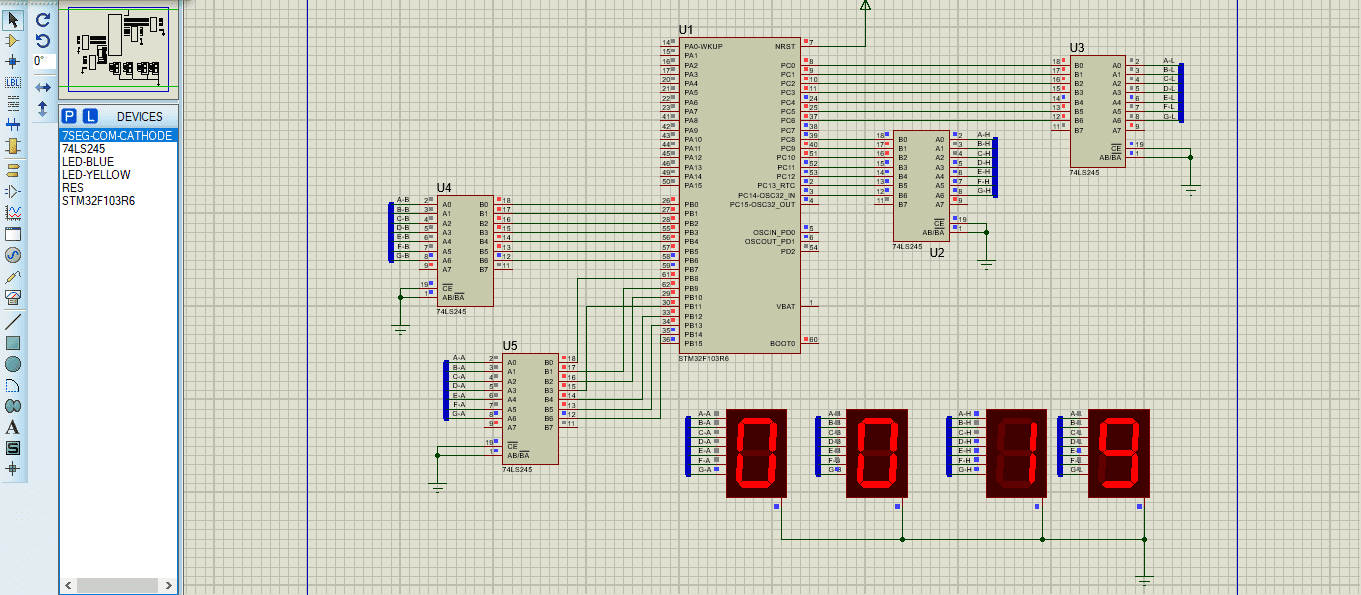 0°
P L DEVICES
7SEG-COM-CATHODE
74LS245
LED-BLUE
LED-YELLOW
RES
STM32F103R6
LBL
A
S
U1
14 PA0-WKUP NRST 7
15 PA1
16 PA2 PC0 8
17 PA3 PC1 9
20 PA4 PC2 10
21 PA5 PC3 11
22 PA6 PC4 24
23 PA7 PC5 25
41 PA8 PC6 37
42 PA9 PC7 38
43 PA10 PC8 39
44 PA11 PC9 40
45 PA12 PC10 51
46 PA13 PC11 52
49 PA14 PC12 53
50 PA15 PC13_RTC 2
PC14-OSC32_IN 3
26 PB0 PC15-OSC32_OUT 4
27 PB1
28 PB2
55 PB3 OSCIN_PD0 5
56 PB4 OSCOUT_PD1 6
57 PB5 PD2 54
58 PB6
59 PB7
61 PB8
62 PB9
29 PB10
30 PB11 VBAT 1
33 PB12
34 PB13
35 PB14
36 PB15 BOOT0 60
STM32F103R6
U3
18 B0 A0 2 A-L
17 B1 A1 3 B-L
16 B2 A2 4 C-L
15 B3 A3 5 D-L
14 B4 A4 6 E-L
13 B5 A5 7 F-L
12 B6 A6 8 G-L
11 B7 A7 9
CE 19
AB/BA 1
74LS245
18 B0 A0 2 A-H
17 B1 A1 3 B-H
16 B2 A2 4 C-H
15 B3 A3 5 D-H
14 B4 A4 6 E-H
13 B5 A5 7 F-H
12 B6 A6 8 G-H
11 B7 A7 9
CE 19
AB/BA 1
74LS245
U2
U4
A-B 2 A0 B0 18
B-B 3 A1 B1 17
C-B 4 A2 B2 16
D-B 5 A3 B3 15
E-B 6 A4 B4 14
F-B 7 A5 B5 13
G-B 8 A6 B6 12
9 A7 B7 11
19 CE
1 AB/BA
74LS245
U5
A-A 2 A0 B0 18
B-A 3 A1 B1 17
C-A 4 A2 B2 16
D-A 5 A3 B3 15
E-A 6 A4 B4 14
F-A 7 A5 B5 13
G-A 8 A6 B6 12
9 A7 B7 11
19 CE
1 AB/BA
74LS245
A-A
B-A
C-A
D-A
E-A
F-A
G-A
0
A-B
B-B
C-B
D-B
E-B
F-B
G-B
0
A-H
B-H
C-H
D-H
E-H
F-H
G-H
1
A-L
B-L
C-L
D-L
E-L
F-L
G-L
9